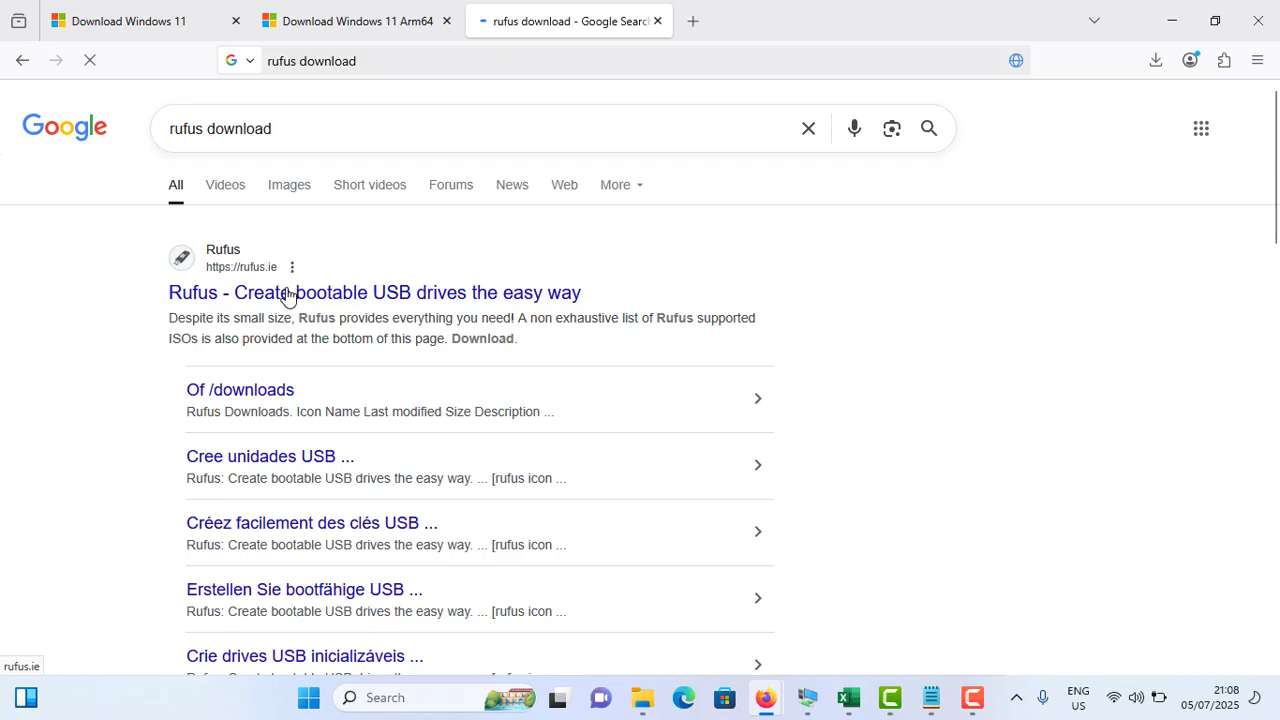 Download Windows 11
Download Windows 11 Arm64
rufus download - Google Searc
rufus download
Google
rufus download
All
Videos
Images
Short videos
Forums
News
Web
More
Rufus
https://rufus.ie
Rufus - Create bootable USB drives the easy way
Despite its small size, Rufus provides everything you need! A non exhaustive list of Rufus supported
ISOs is also provided at the bottom of this page. Download.
Of /downloads
Rufus Downloads. Icon Name Last modified Size Description ...
Cree unidades USB ...
Rufus: Create bootable USB drives the easy way. ... [rufus icon ...
Créez facilement des clés USB ...
Rufus: Create bootable USB drives the easy way. ... [rufus icon ...
Erstellen Sie bootfähige USB ...
Rufus: Create bootable USB drives the easy way. ... [rufus icon ...
Crie drives USB inicializáveis ...
rufus.ie
Search
ENG
US
21:08
05/07/2025